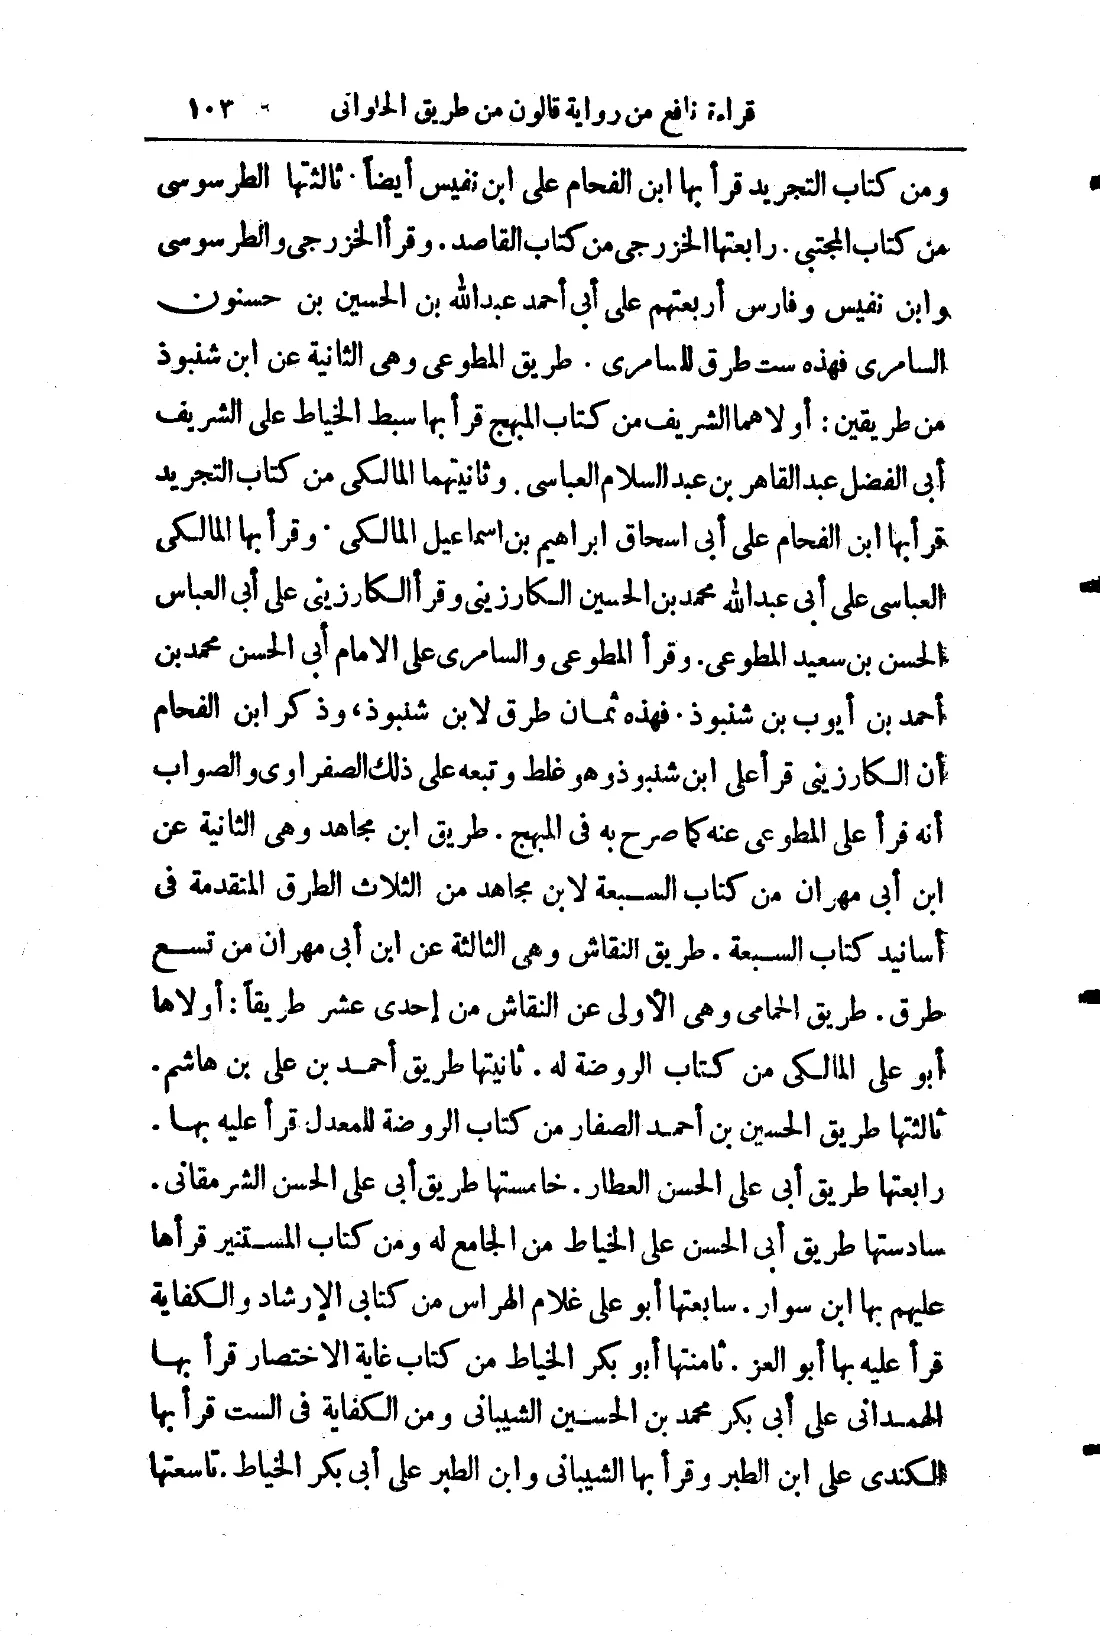 قراءة نافع من رواية قالون من طريق الحلوانى ١٠٣
ومن كتاب التجريد قرأ بها ابن الفحام على ابن نفيس أيضاً . ثالثتها الطرسوسى
من كتاب المجتبى . رابعتها الخزرجى من كتاب القاصد . وقرأ الخزرجى والطرسوسى
وابن نفيس وفارس أربعتهم على أبى أحمد عبدالله بن الحسين بن حسنون
السامرى فهذه ست طرق للسامرى . طريق المطوعى وهى الثانية عن ابن شنبوذ
من طريقين : أولاهما الشريف من كتاب المبهج قرأ بها سبط الخياط على الشريف
أبى الفضل عبد القاهر بن عبد السلام العباسى . وثانيتهما المالكى من كتاب التجريد
قرأ بها ابن الفحام على أبى اسحاق ابراهيم بن اسماعيل المالكى . وقرأ بها المالكى
العباسى على أبى عبدالله محمد بن الحسين الكارزينى وقرأ الكارزينى على أبى العباس
الحسن بن سعيد المطوعى . وقرأ المطوعى والسامرى على الامام أبى الحسن محمد بن
أحمد بن أيوب بن شنبوذ . فهذه ثمان طرق لابن شنبوذ، وذكر ابن الفحام
أن الكارزينى قرأ على ابن شنبوذ وهو غلط وتبعه على ذلك الصفراوى والصواب
أنه قرأ على المطوعى عنه كما صرح به فى المبهج . طريق ابن مجاهد وهى الثانية عن
ابن أبى مهران من كتاب السبعة لابن مجاهد من الثلاث الطرق المتقدمة فى
أسانيد كتاب السبعة . طريق النقاش وهى الثالثة عن ابن أبى مهران من تسع
طرق . طريق الحمامى وهى الأولى عن النقاش من إحدى عشر طريقاً : أولاها
أبو على المالكى من كتاب الروضة له . ثانيتها طريق أحمد بن على بن هاشم .
ثالثتها طريق الحسين بن أحمد الصفار من كتاب الروضة للمعدل قرأ عليه بها .
رابعتها طريق أبى على الحسن العطار . خامستها طريق أبى على الحسن الشرمقانى .
سادستها طريق أبى الحسن على الخياط من الجامع له ومن كتاب المستنير قرأها
عليهم بها ابن سوار . سابعتها أبو على غلام الهراس من كتابى الإرشاد والكفاية
قرأ عليه بها أبو العز . ثامنتها أبو بكر الخياط من كتاب غاية الاختصار قرأ بها
الهمدانى على أبى بكر محمد بن الحسين الشيبانى ومن الكفاية فى الست قرأ بها
الكندى على ابن الطبر وقرأ بها الشيبانى وابن الطبر على أبى بكر الخياط . تاسعتها